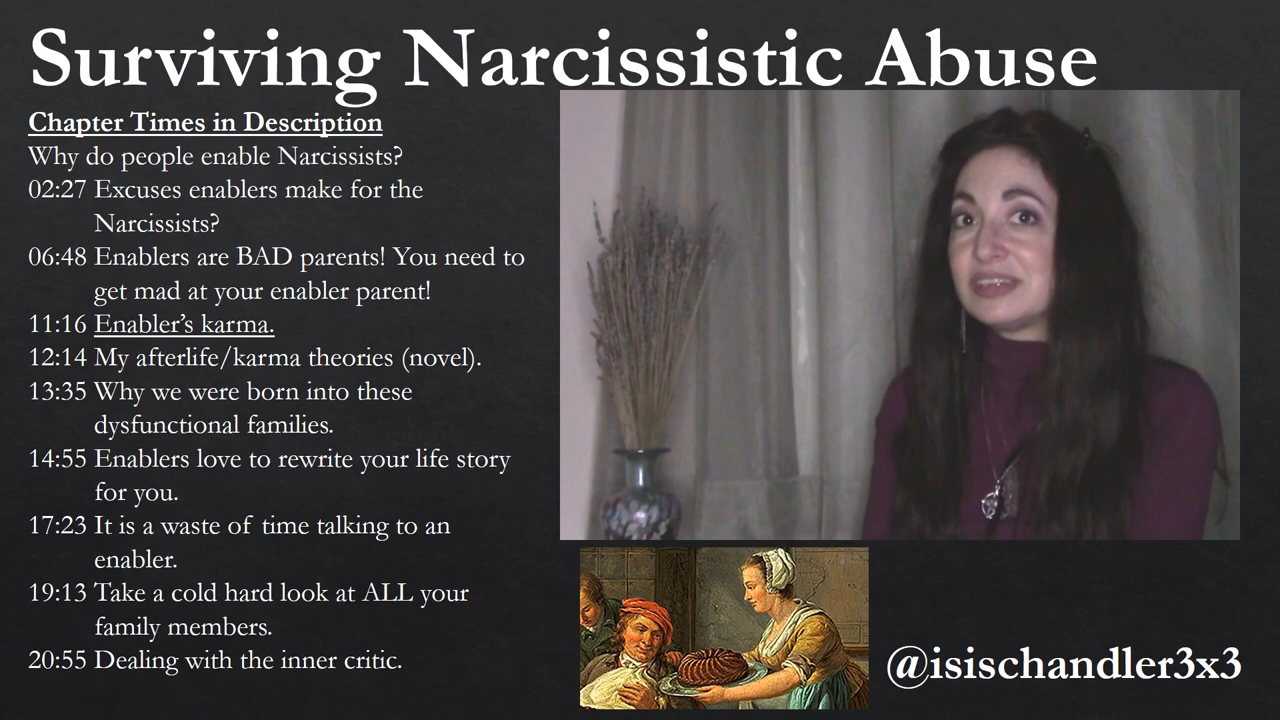 Surviving Narcissistic Abuse
Chapter Times in Description
Why do people enable Narcissists?
02:27 Excuses enablers make for the
Narcissists?
06:48 Enablers are BAD parents! You need to
get mad at your enabler parent!
11:16 Enabler's karma.
12:14 My afterlife/karma theories (novel).
13:35 Why we were born into these
dysfunctional families.
14:55 Enablers love to rewrite your life story
for you.
17:23 It is a waste of time talking to an
enabler.
19:13 Take a cold hard look at ALL your
family members.
20:55 Dealing with the inner critic.
@isischandler3x3